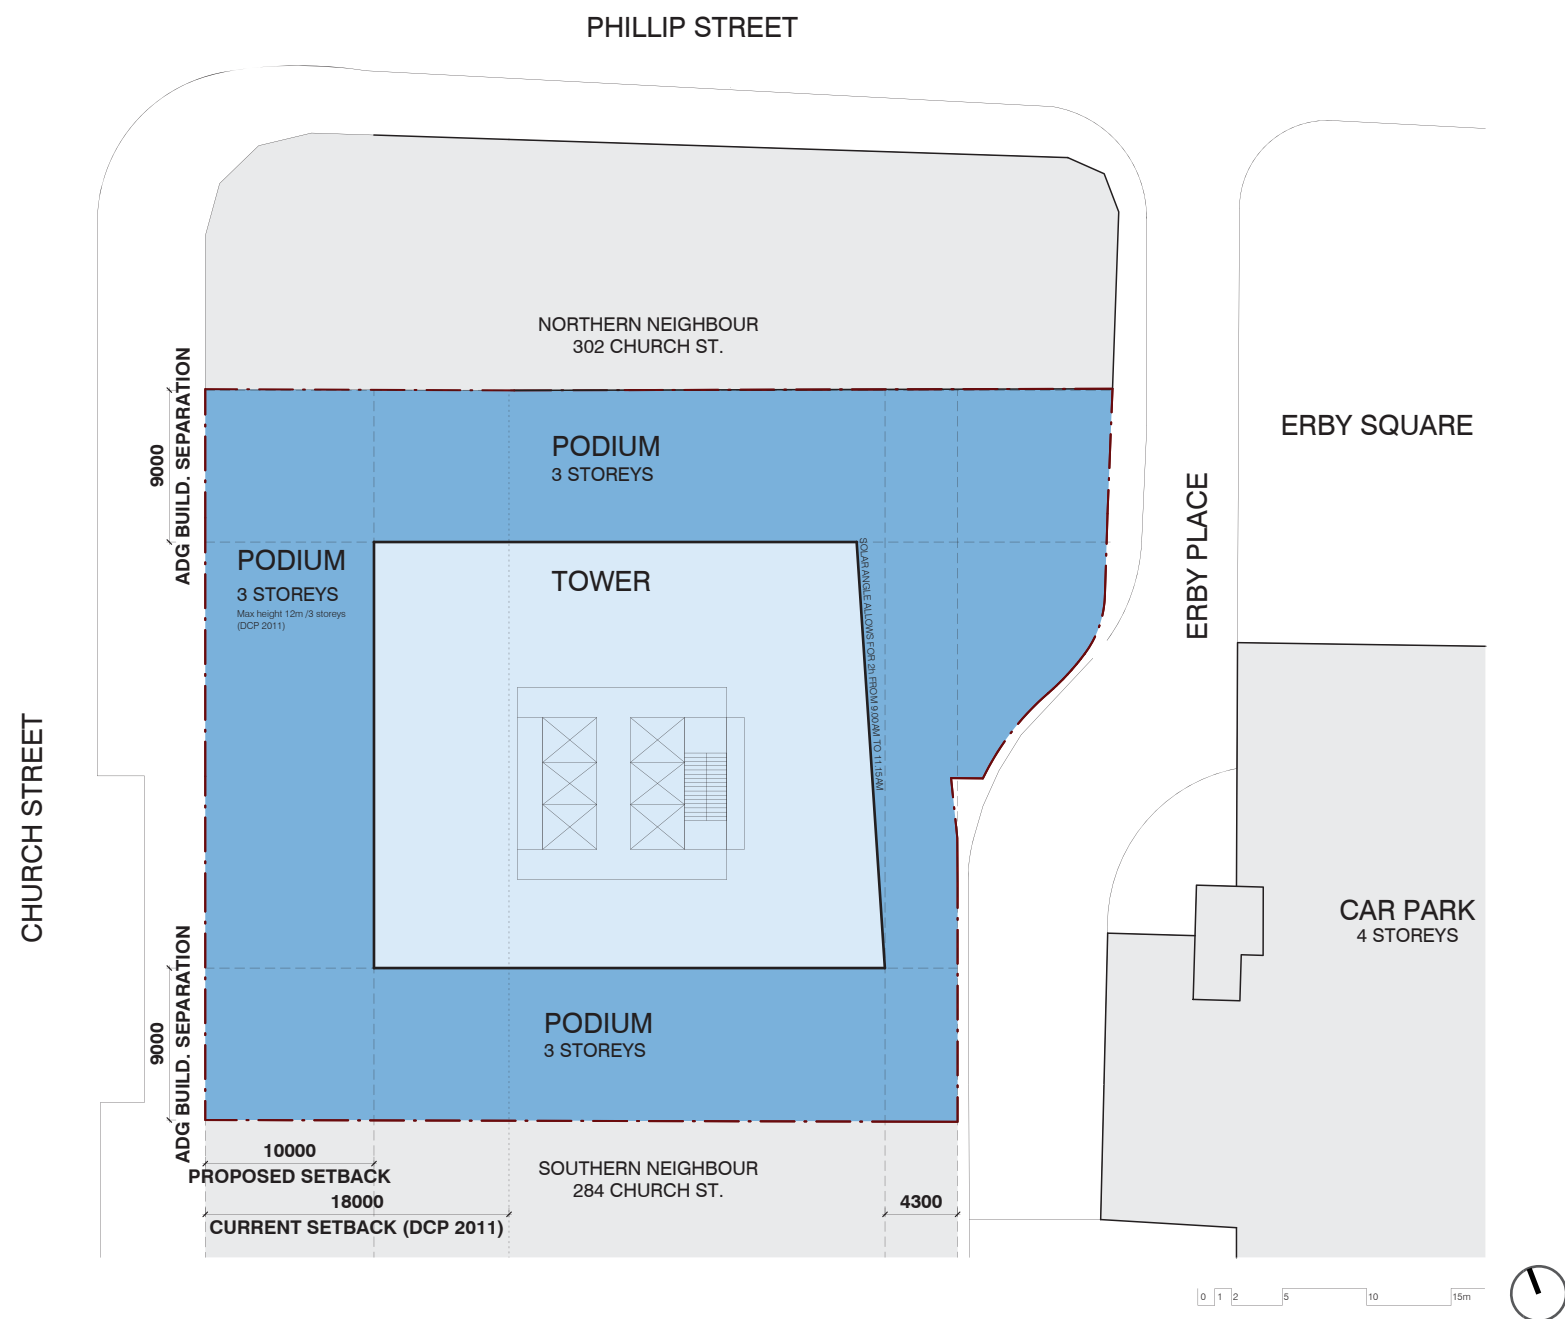 PHILLIP STREET
NORTHERN NEIGHBOUR
302 CHURCH ST.
ERBY SQUARE
9000
ADG BUILD. SEPARATION
PODIUM
3 STOREYS
PODIUM
3 STOREYS
Max height 12m /3 storeys
(DCP 2011)
TOWER
SOLAR ANGLE ALLOWS FOR 2h FROM 9.00AM TO 11.15AM
ERBY PLACE
CHURCH STREET
CAR PARK
4 STOREYS
9000
ADG BUILD. SEPARATION
PODIUM
3 STOREYS
10000
PROPOSED SETBACK
18000
CURRENT SETBACK (DCP 2011)
SOUTHERN NEIGHBOUR
284 CHURCH ST.
4300
0 1 2 5 10 15m